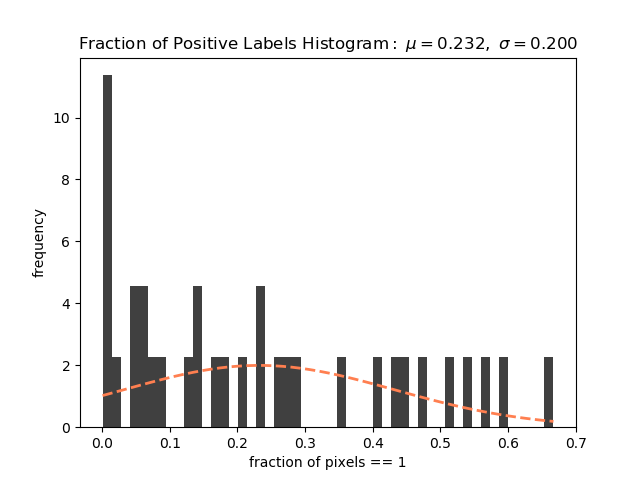 Fraction of Positive Labels Histogram : μ = 0.232, σ = 0.200
frequency
10
8
6
4
2
0
0.0 0.1 0.2 0.3 0.4 0.5 0.6 0.7
fraction of pixels == 1